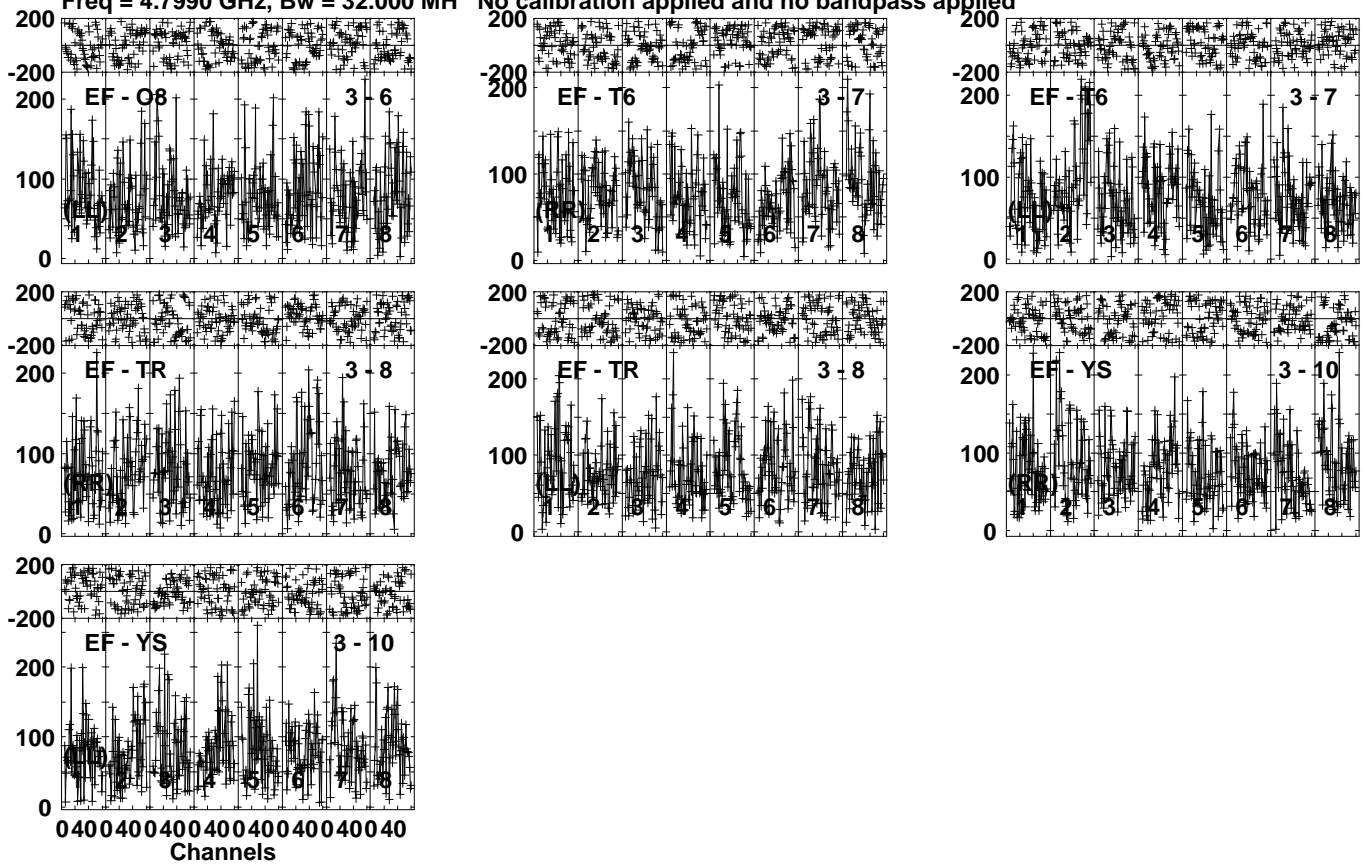 Freq = 4.7990 GHz, Bw = 32.000 MH No calibration applied and no bandpass applied
200
-200
EF - O8 3 - 6
200
100
0
(LL)
1 2 3 4 5 6 7 8
200
-200
EF - T6 3 - 7
200
100
0
(RR)
1 2 3 4 5 6 7 8
200
-200
EF - T6 3 - 7
200
100
0
(LL)
1 2 3 4 5 6 7 8
200
-200
EF - TR 3 - 8
200
100
0
(RR)
1 2 3 4 5 6 7 8
200
-200
EF - TR 3 - 8
200
100
0
(LL)
1 2 3 4 5 6 7 8
200
-200
EF - YS 3 - 10
200
100
0
(RR)
1 2 3 4 5 6 7 8
200
-200
EF - YS 3 - 10
200
100
0
(LL)
1 2 3 4 5 6 7 8
0 40 0 40 0 40 0 40 0 40 0 40 0 40 0 40
Channels